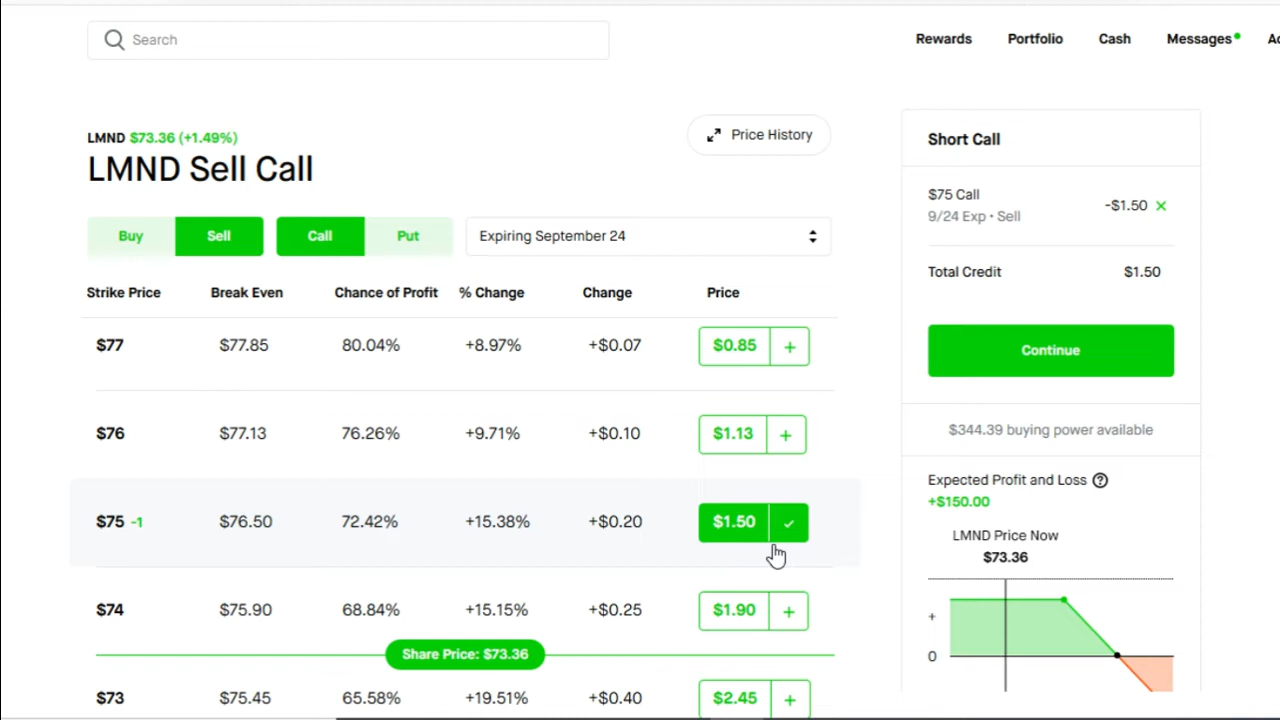 Search
Rewards Portfolio Cash Messages
LMND $73.36 (+1.49%)
LMND Sell Call
Price History
Buy Sell Call Put Expiring September 24
Strike Price Break Even Chance of Profit % Change Change Price
$77 $77.85 80.04% +8.97% +$0.07 $0.85 +
$76 $77.13 76.26% +9.71% +$0.10 $1.13 +
$75 -1 $76.50 72.42% +15.38% +$0.20 $1.50 ✓
$74 $75.90 68.84% +15.15% +$0.25 $1.90 +
Share Price: $73.36
$73 $75.45 65.58% +19.51% +$0.40 $2.45 +
Short Call
$75 Call -$1.50 ×
9/24 Exp • Sell
Total Credit $1.50
Continue
$344.39 buying power available
Expected Profit and Loss ?
+$150.00
LMND Price Now
$73.36
+
0